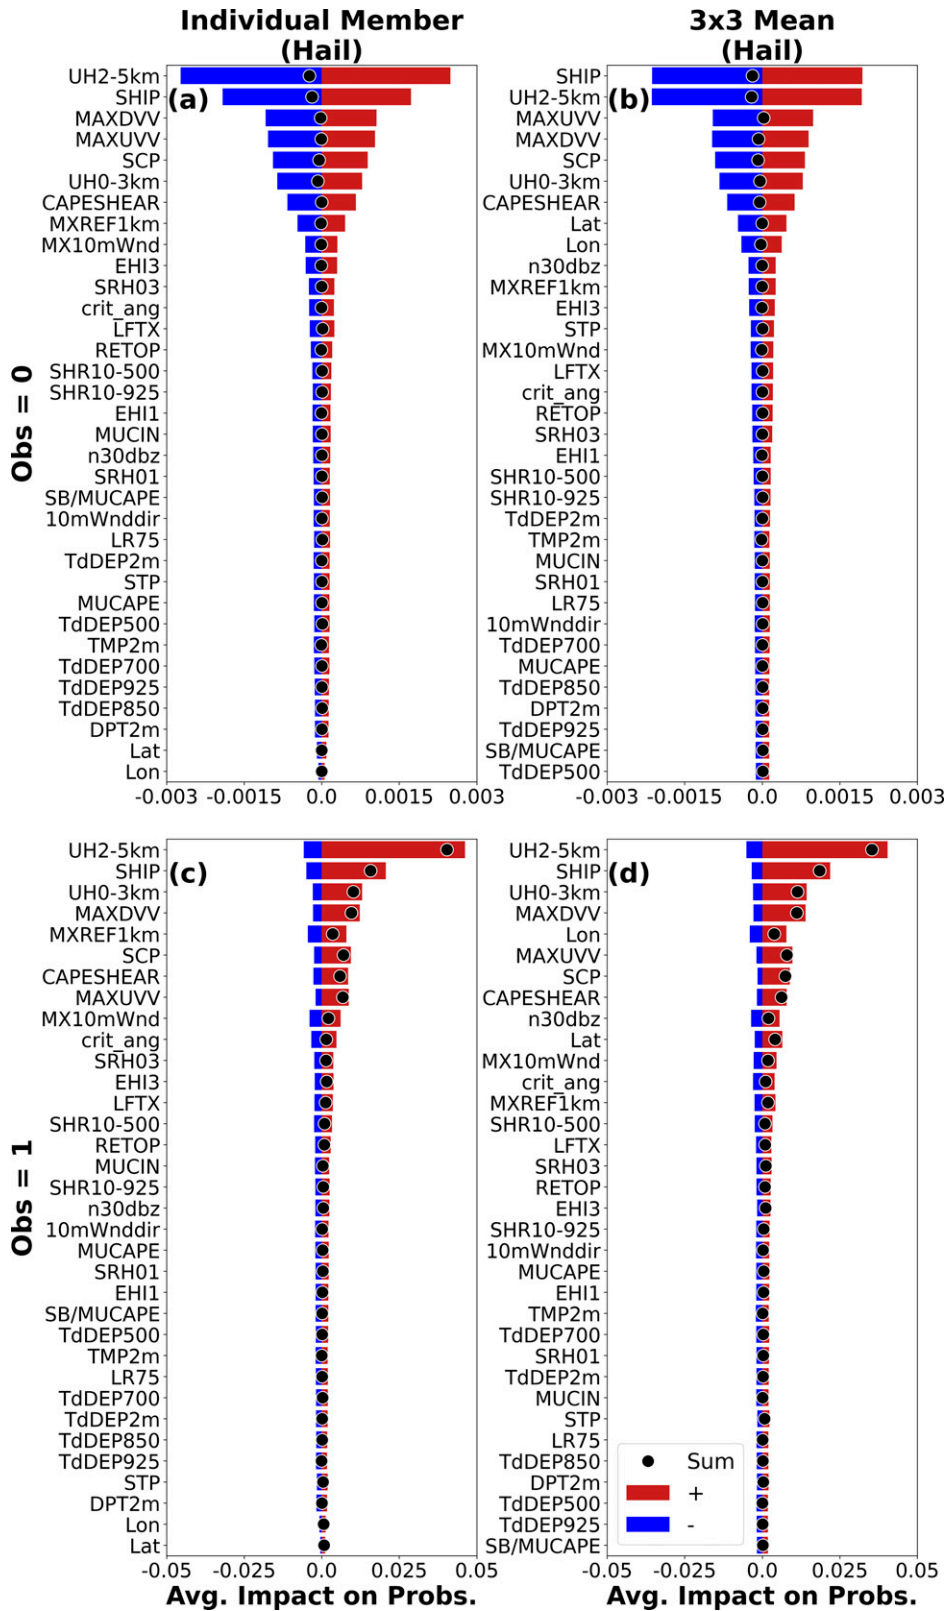 Individual Member
(Hail)
3x3 Mean
(Hail)
Obs = 0
(a)
UH2-5km
SHIP
MAXDVV
MAXUVV
SCP
UH0-3km
CAPESHEAR
MXREF1km
MX10mWnd
EHI3
SRH03
crit_ang
LFTX
RETOP
SHR10-500
SHR10-925
EHI1
MUCIN
n30dbz
SRH01
SB/MUCAPE
10mWnddir
LR75
TdDEP2m
STP
MUCAPE
TdDEP500
TMP2m
TdDEP700
TdDEP925
TdDEP850
DPT2m
Lat
Lon
-0.003 -0.0015 0.0 0.0015 0.003
(b)
SHIP
UH2-5km
MAXUVV
MAXDVV
SCP
UH0-3km
CAPESHEAR
Lat
Lon
n30dbz
MXREF1km
EHI3
STP
MX10mWnd
LFTX
crit_ang
RETOP
SRH03
EHI1
SHR10-500
SHR10-925
TdDEP2m
TMP2m
MUCIN
SRH01
LR75
10mWnddir
TdDEP700
MUCAPE
TdDEP850
DPT2m
TdDEP925
SB/MUCAPE
TdDEP500
-0.003 -0.0015 0.0 0.0015 0.003
Obs = 1
(c)
UH2-5km
SHIP
UH0-3km
MAXDVV
MXREF1km
SCP
CAPESHEAR
MAXUVV
MX10mWnd
crit_ang
SRH03
EHI3
LFTX
SHR10-500
RETOP
MUCIN
SHR10-925
n30dbz
10mWnddir
MUCAPE
SRH01
EHI1
SB/MUCAPE
TdDEP500
TMP2m
LR75
TdDEP700
TdDEP2m
TdDEP850
TdDEP925
STP
DPT2m
Lon
Lat
-0.05 -0.025 0.0 0.025 0.05
Avg. Impact on Probs.
(d)
UH2-5km
SHIP
UH0-3km
MAXDVV
Lon
MAXUVV
SCP
CAPESHEAR
n30dbz
Lat
MX10mWnd
crit_ang
MXREF1km
SHR10-500
LFTX
SRH03
RETOP
EHI3
SHR10-925
10mWnddir
MUCAPE
EHI1
TMP2m
TdDEP700
SRH01
TdDEP2m
MUCIN
STP
LR75
TdDEP850
DPT2m
TdDEP500
TdDEP925
SB/MUCAPE
Sum
+
-
-0.05 -0.025 0.0 0.025 0.05
Avg. Impact on Probs.